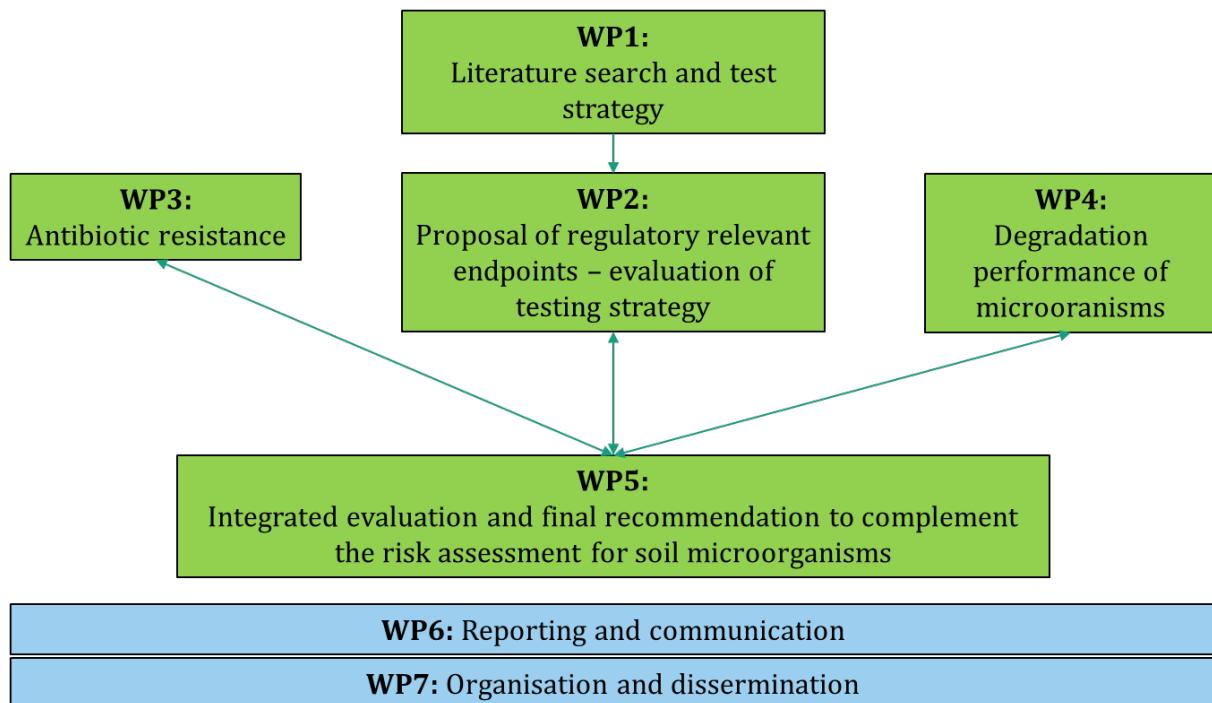 WP1:
Literature search and test
strategy
WP3:
Antibiotic resistance
WP2:
Proposal of regulatory relevant
endpoints – evaluation of
testing strategy
WP4:
Degradation
performance of
microoranisms
WP5:
Integrated evaluation and final recommendation to complement
the risk assessment for soil microorganisms
WP6: Reporting and communication
WP7: Organisation and dissermination